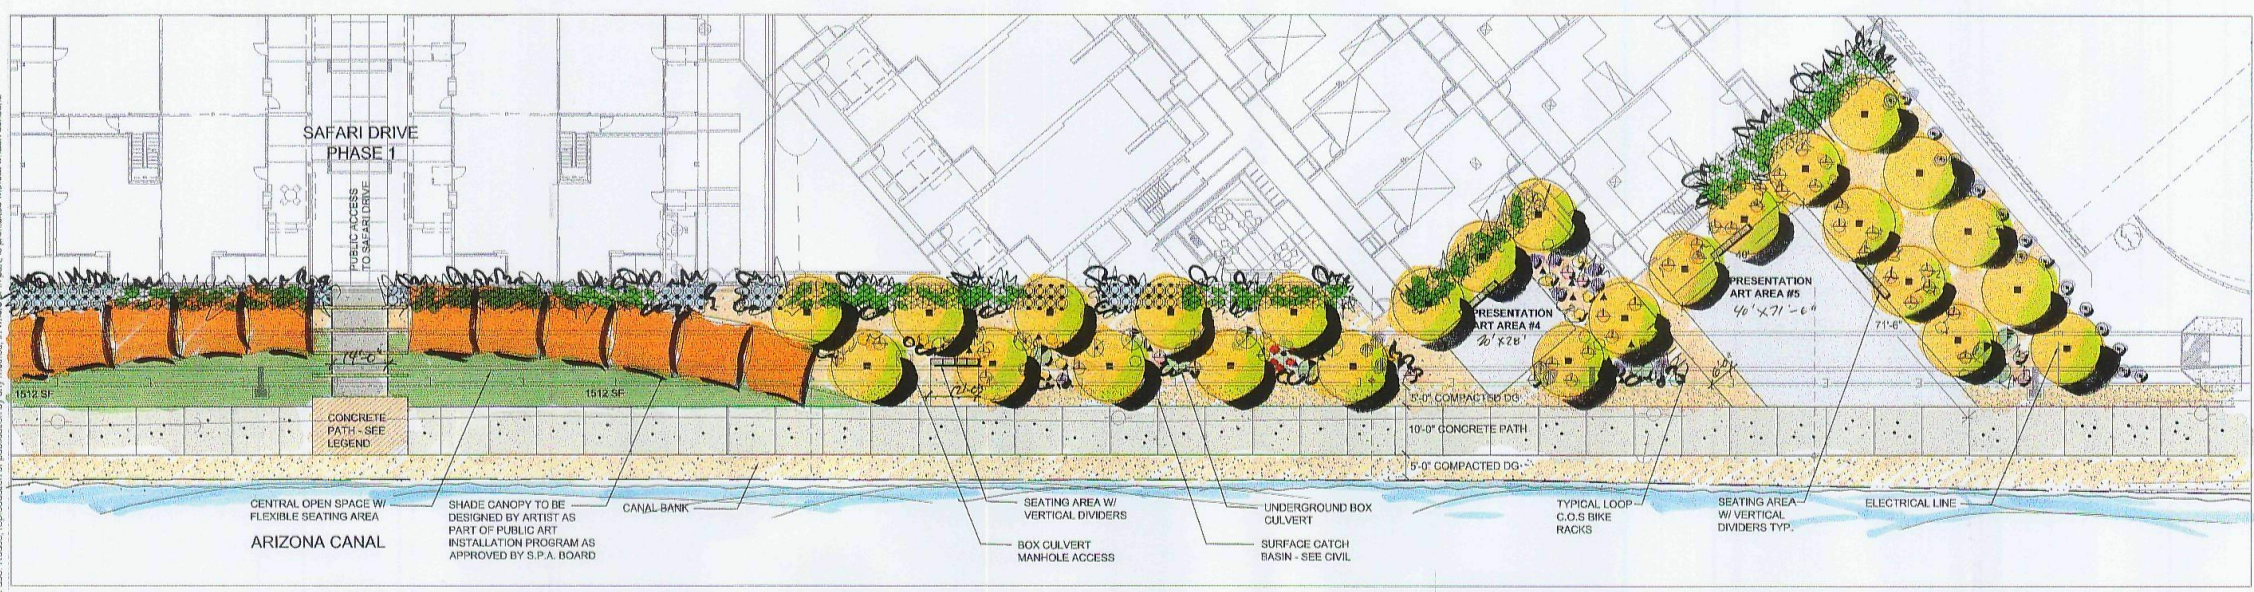 SAFARI DRIVE
PHASE 1
PUBLIC ACCESS
TO SAFARI DRIVE
14'-0"
1512 SF
1512 SF
CONCRETE
PATH - SEE
LEGEND
12'-0"
PRESENTATION
ART AREA #4
20' X 28'
40'
PRESENTATION
ART AREA #5
40' X 71'-6"
71'-6"
5'-0" COMPACTED DG
10'-0" CONCRETE PATH
5'-0" COMPACTED DG
CENTRAL OPEN SPACE W/
FLEXIBLE SEATING AREA
ARIZONA CANAL
SHADE CANOPY TO BE
DESIGNED BY ARTIST AS
PART OF PUBLIC ART
INSTALLATION PROGRAM AS
APPROVED BY S.P.A. BOARD
CANAL BANK
SEATING AREA W/
VERTICAL DIVIDERS
BOX CULVERT
MANHOLE ACCESS
UNDERGROUND BOX
CULVERT
SURFACE CATCH
BASIN - SEE CIVIL
TYPICAL LOOP
C.O.S BIKE
RACKS
SEATING AREA
W/ VERTICAL
DIVIDERS TYP.
ELECTRICAL LINE